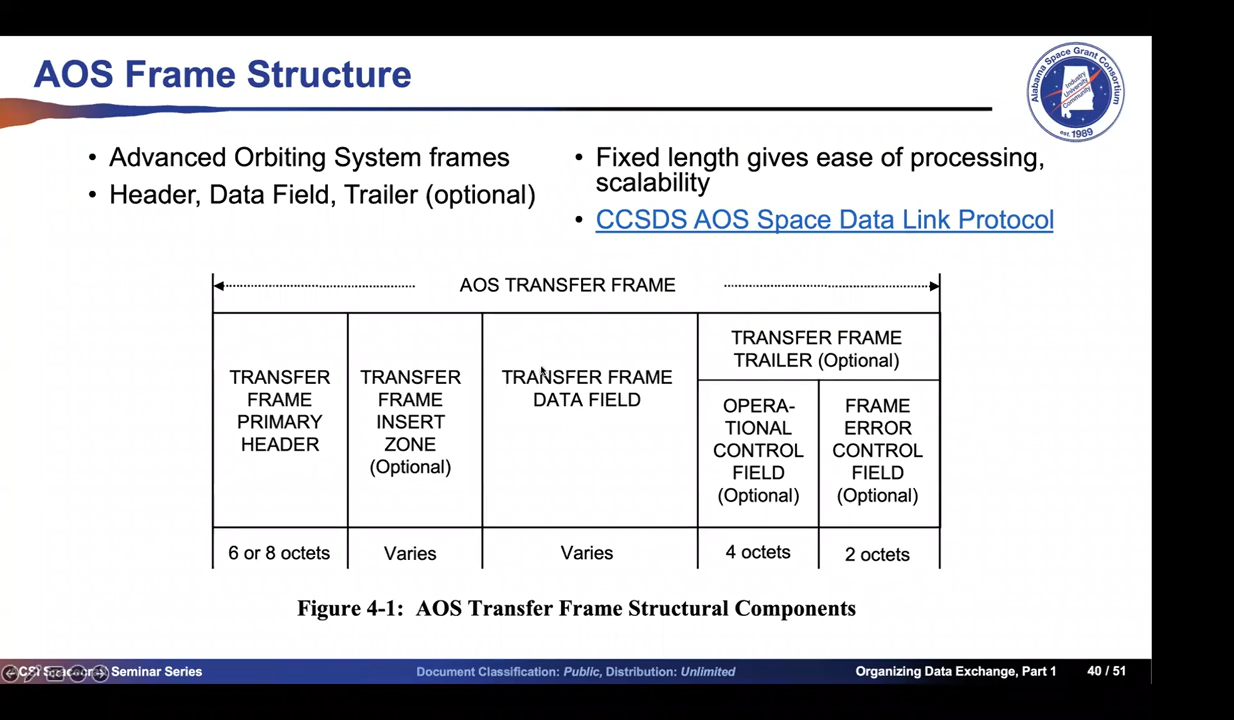 AOS Frame Structure
Alabama Space Grant Consortium
Industry
University
Community
est. 1989
• Advanced Orbiting System frames
• Header, Data Field, Trailer (optional)
• Fixed length gives ease of processing,
scalability
• CCSDS AOS Space Data Link Protocol
AOS TRANSFER FRAME
TRANSFER
FRAME
PRIMARY
HEADER
TRANSFER
FRAME
INSERT
ZONE
(Optional)
TRANSFER FRAME
DATA FIELD
TRANSFER FRAME
TRAILER (Optional)
OPERA-
TIONAL
CONTROL
FIELD
(Optional)
FRAME
ERROR
CONTROL
FIELD
(Optional)
6 or 8 octets
Varies
Varies
4 octets
2 octets
Figure 4-1: AOS Transfer Frame Structural Components
Seminar Series
Document Classification: Public, Distribution: Unlimited
Organizing Data Exchange, Part 1
40 / 51